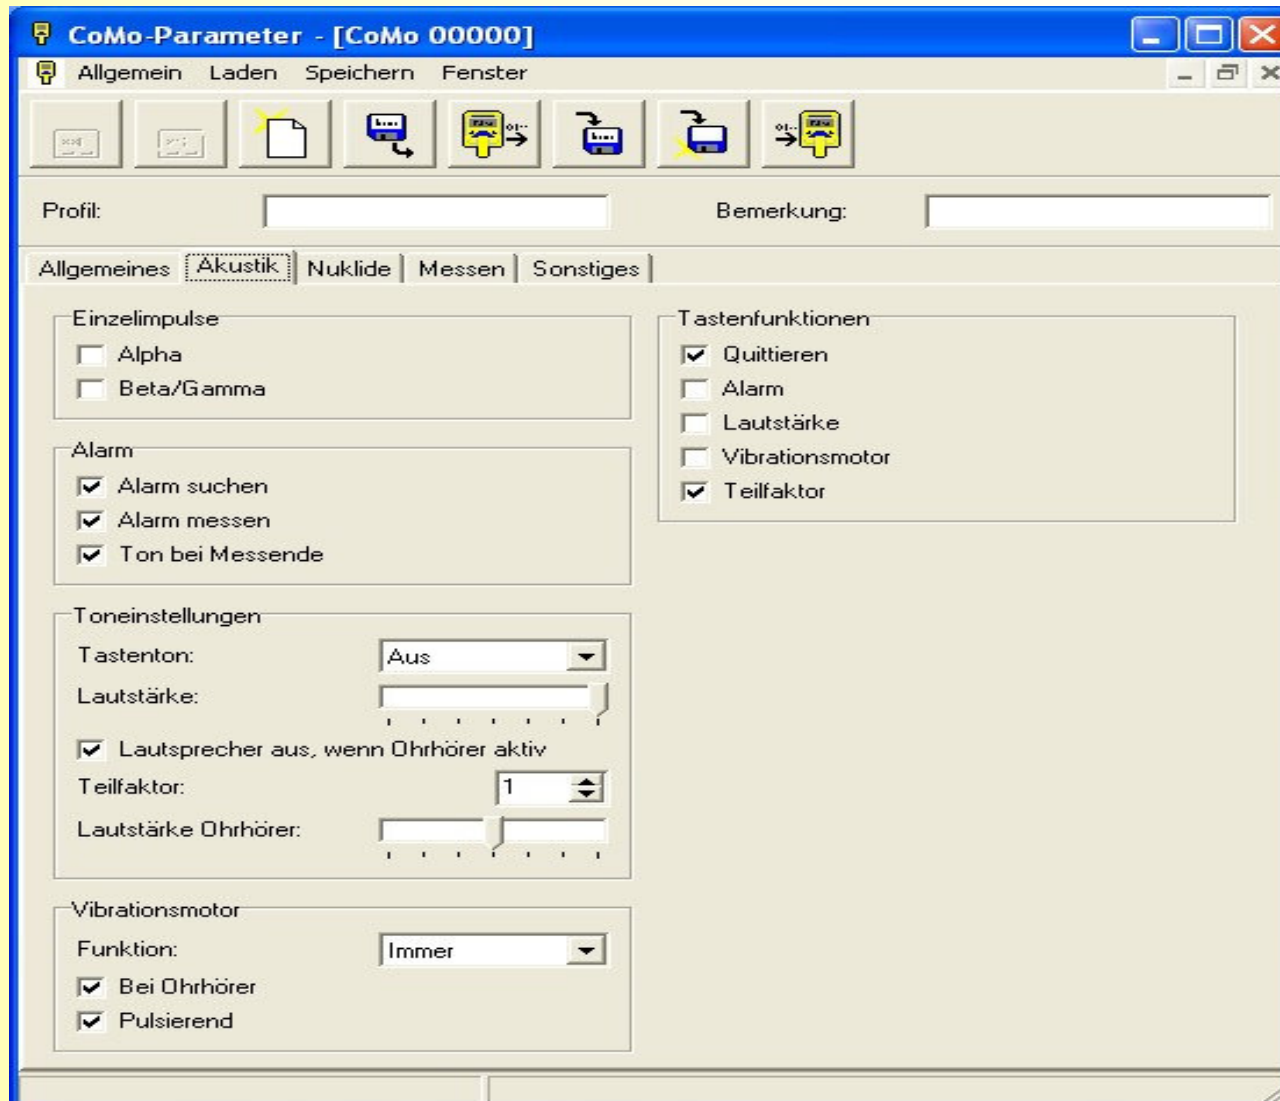 CoMo-Parameter - [CoMo 00000]
Allgemein Laden Speichern Fenster
Profil: Bemerkung:
Allgemeines Akustik Nuklide Messen Sonstiges
Einzelimpulse
Alpha
Beta/Gamma
Alarm
Alarm suchen
Alarm messen
Ton bei Messende
Toneinstellungen
Tastenton: Aus
Lautstärke:
Lautsprecher aus, wenn Ohrhörer aktiv
Teilfaktor: 1
Lautstärke Ohrhörer:
Vibrationsmotor
Funktion: Immer
Bei Ohrhörer
Pulsierend
Tastenfunktionen
Quittieren
Alarm
Lautstärke
Vibrationsmotor
Teilfaktor